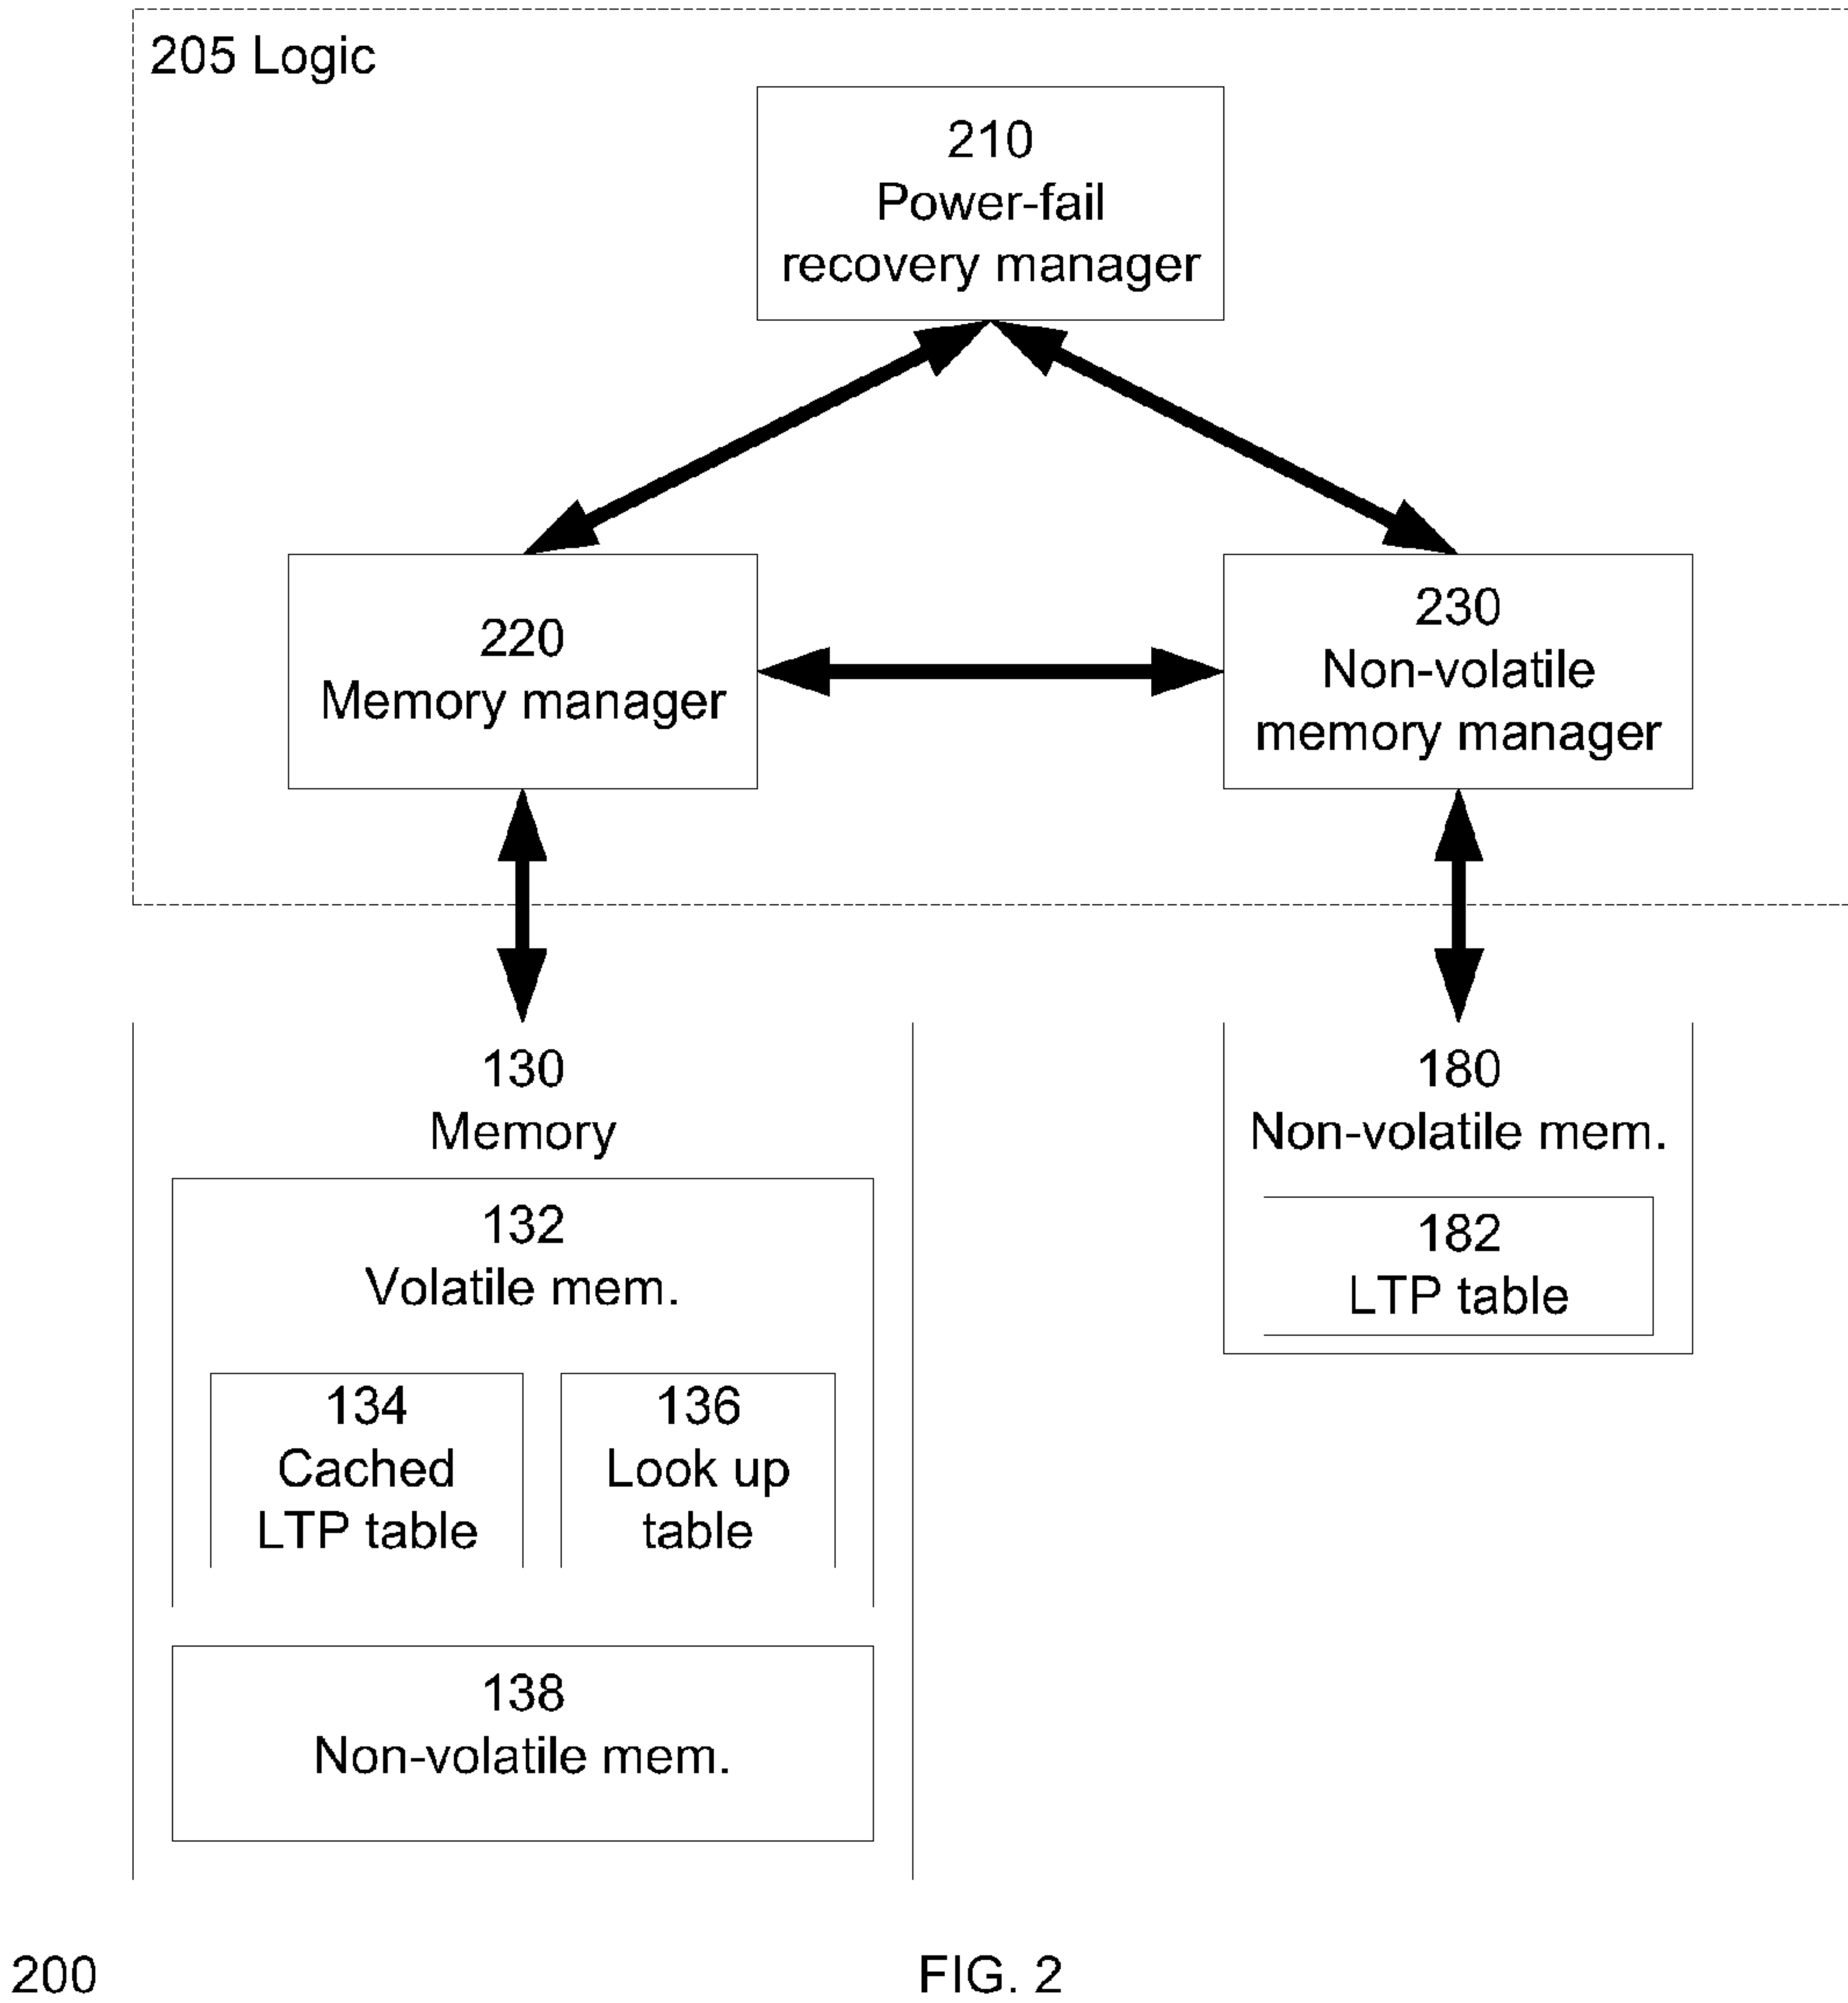 205 Logic
210
Power-fail
recovery manager
220
Memory manager
230
Non-volatile
memory manager
130
Memory
132
Volatile mem.
134
Cached
LTP table
136
Look up
table
138
Non-volatile mem.
180
Non-volatile mem.
182
LTP table
200
FIG. 2